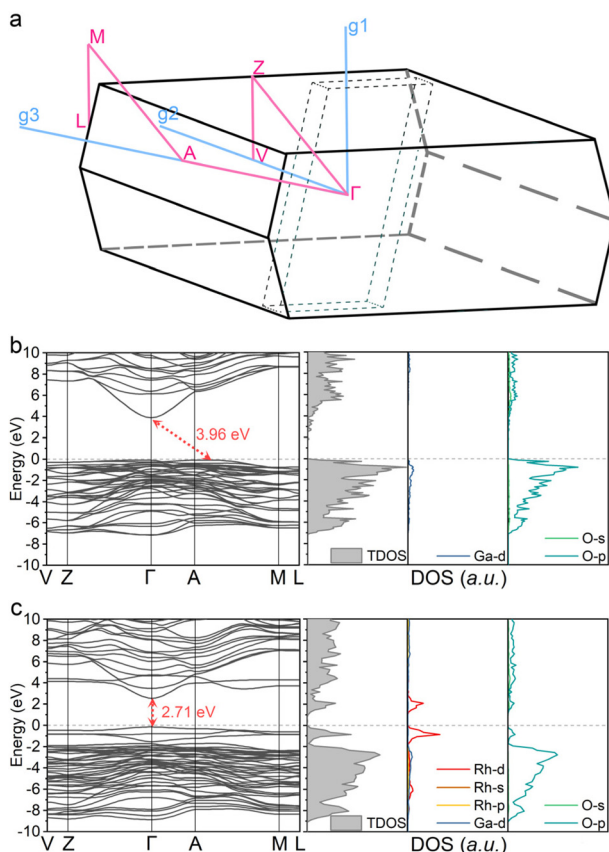 a
g1
M
Z
g3
L
g2
A
V
Γ
b
10
8
6
4
2
0
-2
-4
-6
-8
-10
Energy (eV)
3.96 eV
V Z Γ A M L
TDOS
Ga-d
O-s
O-p
DOS (a.u.)
c
10
8
6
4
2
0
-2
-4
-6
-8
-10
Energy (eV)
2.71 eV
V Z Γ A M L
TDOS
Rh-d
Rh-s
Rh-p
Ga-d
O-s
O-p
DOS (a.u.)